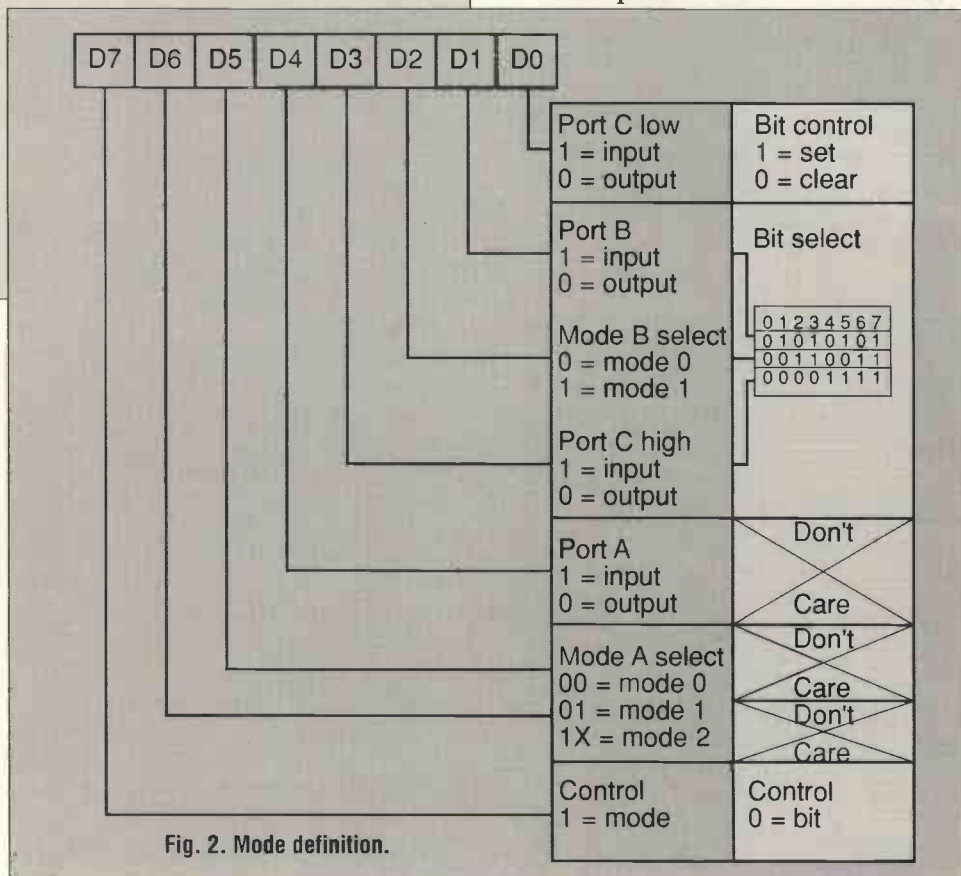 D7 D6 D5 D4 D3 D2 D1 D0
Port C low
1 = input
0 = output
Bit control
1 = set
0 = clear
Port B
1 = input
0 = output
Mode B select
0 = mode 0
1 = mode 1
Port C high
1 = input
0 = output
Bit select
0 1 2 3 4 5 6 7
0 1 0 1 0 1 0 1
0 0 1 1 0 0 1 1
0 0 0 0 1 1 1 1
Port A
1 = input
0 = output
Don't
Care
Mode A select
00 = mode 0
01 = mode 1
1X = mode 2
Don't
Care
Don't
Care
Control
1 = mode
Control
0 = bit
Fig. 2. Mode definition.